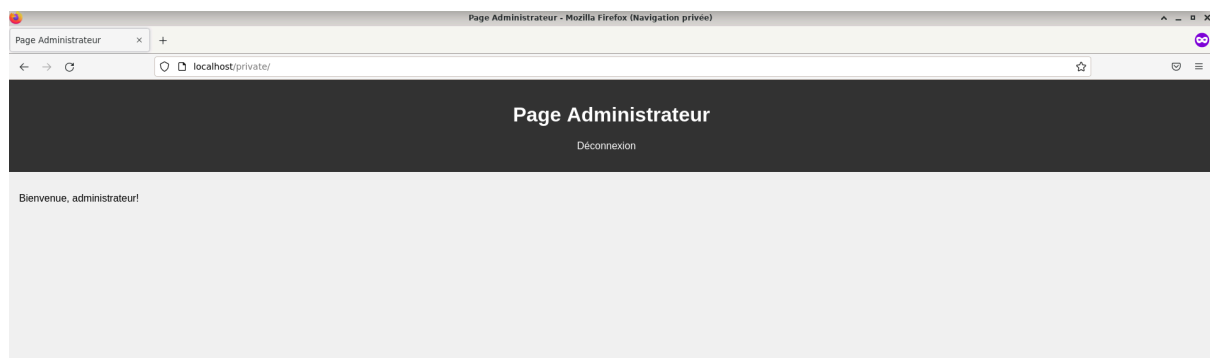 Page Administrateur - Mozilla Firefox (Navigation privée)
Page Administrateur
localhost/private/
Page Administrateur
Déconnexion
Bienvenue, administrateur!